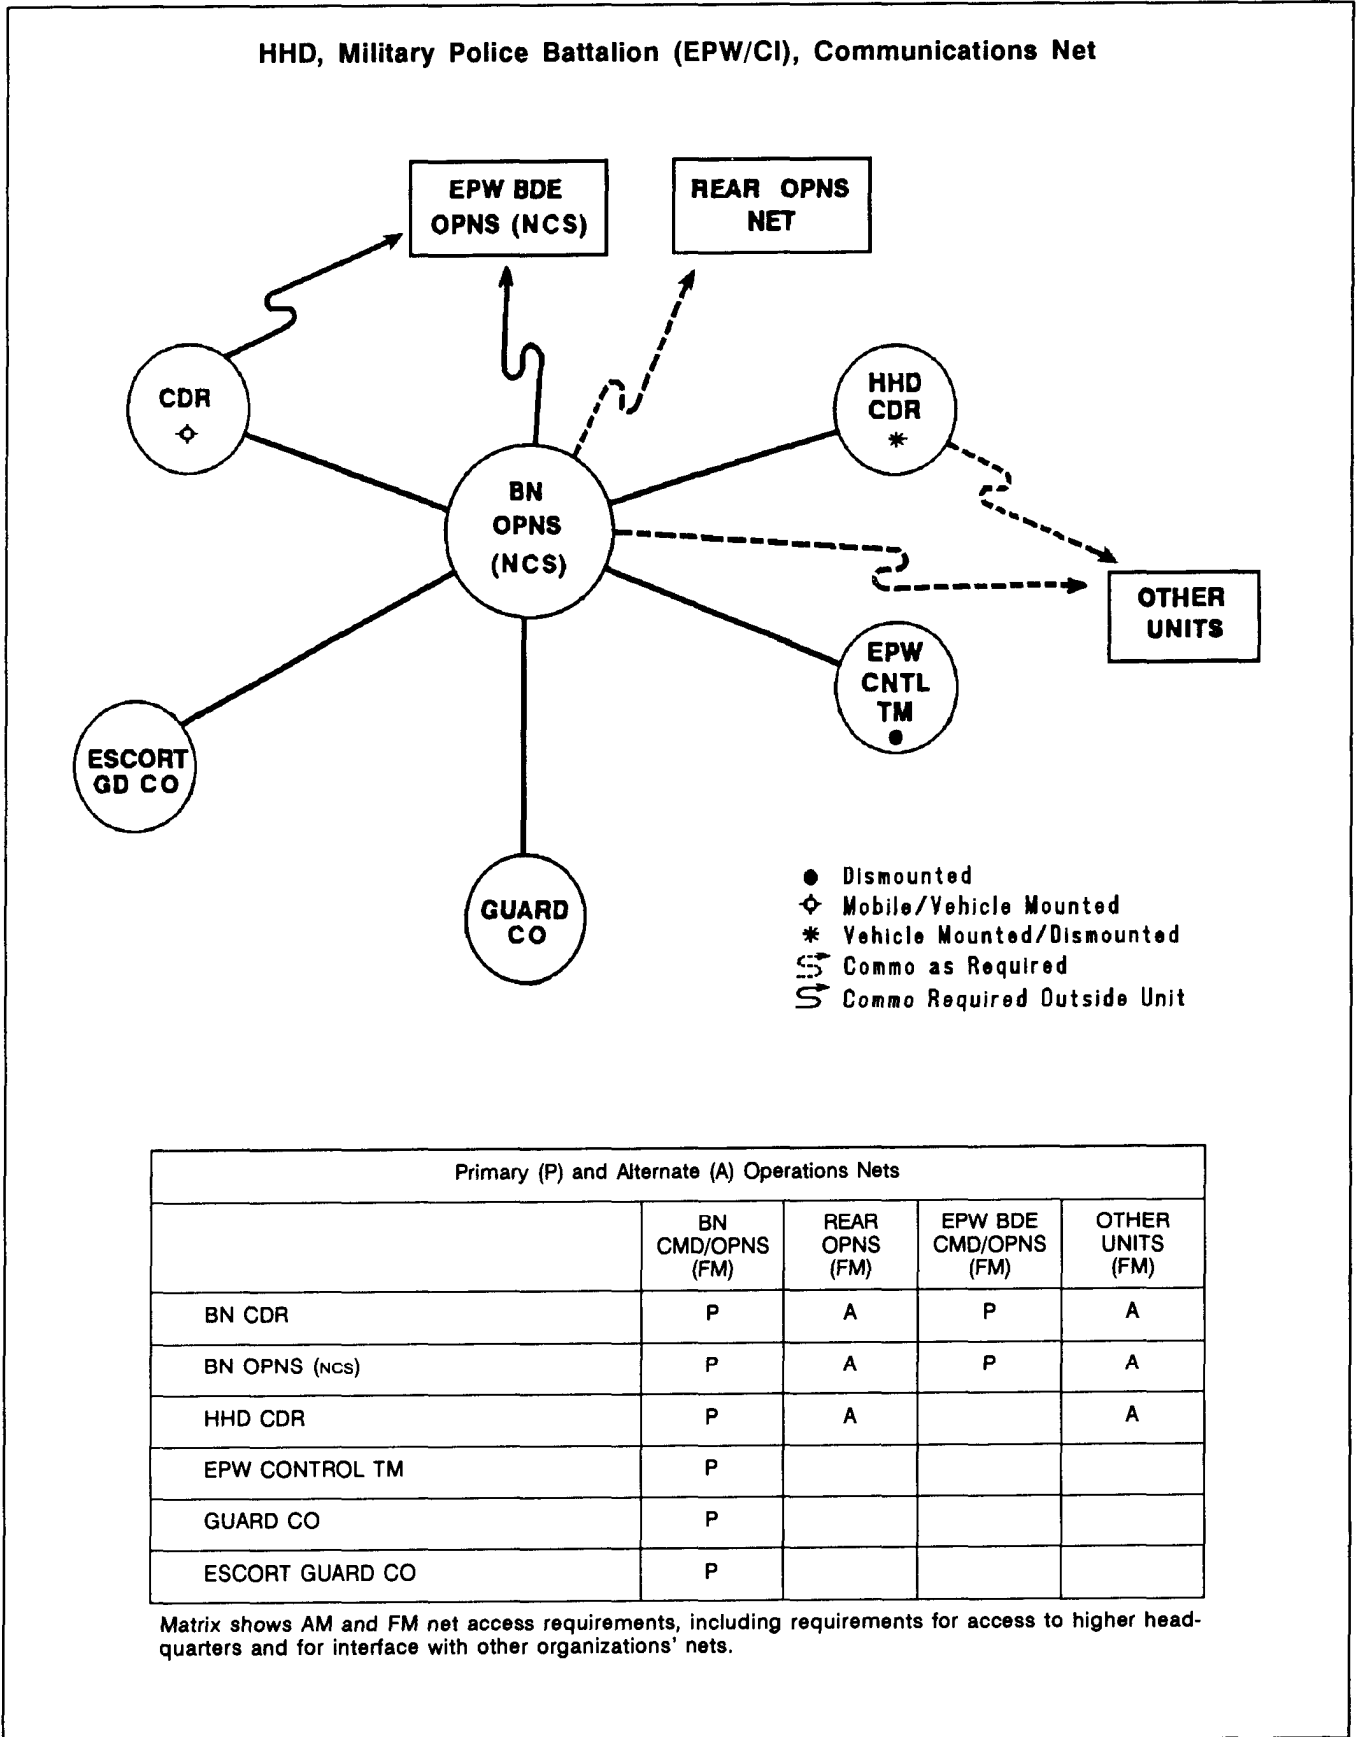 HHD, Military Police Battalion (EPW/CI), Communications Net
EPW BDE
OPNS (NCS)
REAR OPNS
NET
CDR
HHD
CDR
BN
OPNS
(NCS)
OTHER
UNITS
EPW
CNTL
TM
ESCORT
GD CO
GUARD
CO
Dismounted
Mobile/Vehicle Mounted
Vehicle Mounted/Dismounted
Commo as Required
Commo Required Outside Unit
Primary (P) and Alternate (A) Operations Nets
BN
CMD/OPNS
(FM)
REAR
OPNS
(FM)
EPW BDE
CMD/OPNS
(FM)
OTHER
UNITS
(FM)
BN CDR P A P A
BN OPNS (NCS) P A P A
HHD CDR P A A
EPW CONTROL TM P
GUARD CO P
ESCORT GUARD CO P
Matrix shows AM and FM net access requirements, including requirements for access to higher head-
quarters and for interface with other organizations' nets.